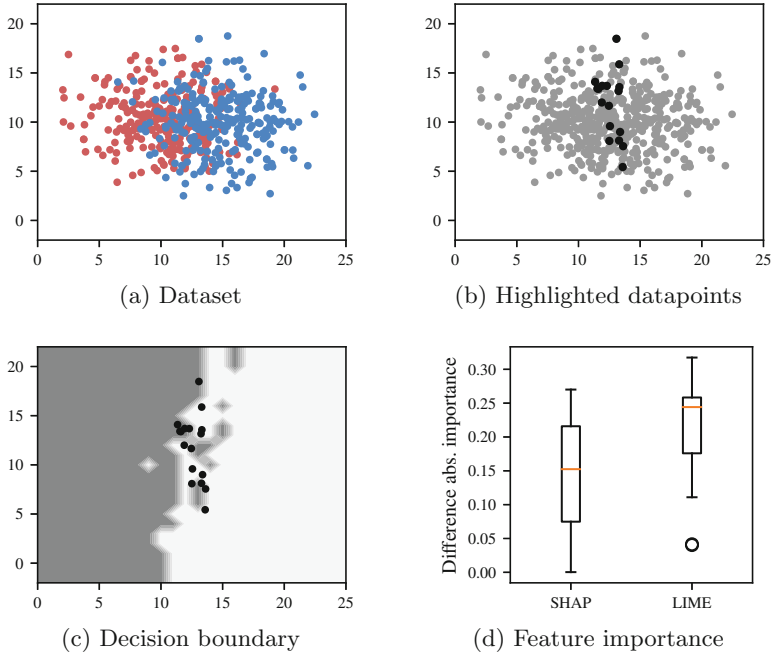 20
15
10
5
0
0 5 10 15 20 25
(a) Dataset
20
15
10
5
0
0 5 10 15 20 25
(b) Highlighted datapoints
20
15
10
5
0
0 5 10 15 20 25
(c) Decision boundary
Difference abs. importance
0.30
0.25
0.20
0.15
0.10
0.05
0.00
SHAP LIME
(d) Feature importance